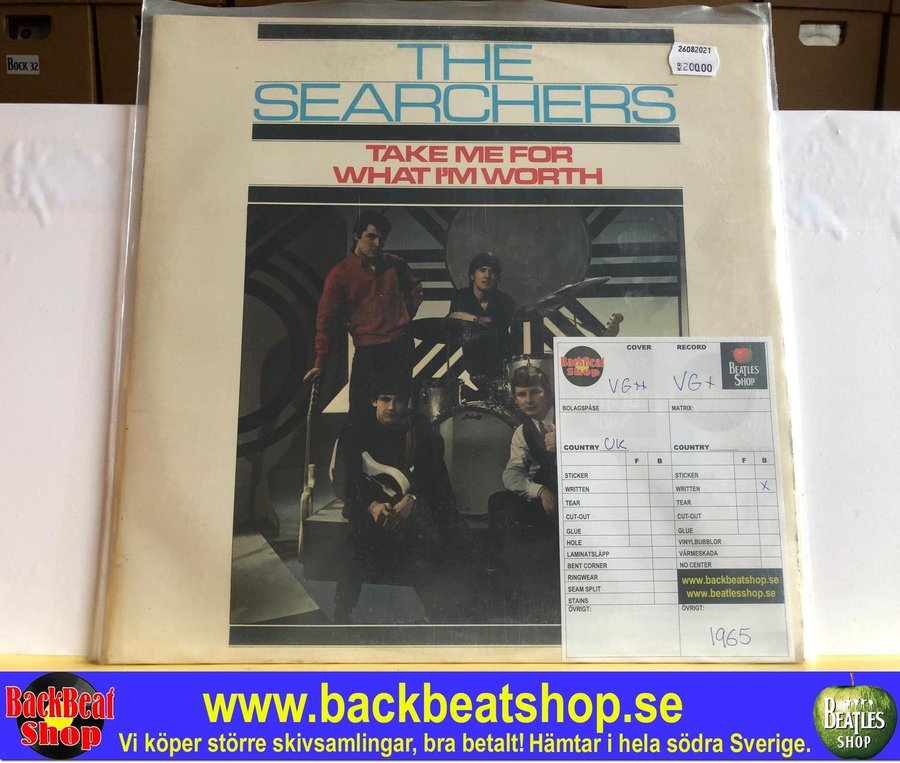 BOCK 32
26082021
200.00
THE
SEARCHERS
TAKE ME FOR
WHAT I'M WORTH
COVER RECORD
BackBeat
Shop
BEATLES
SHOP
VG++ VG+
BOLAGSPÅSE MATRIX:
COUNTRY UK COUNTRY
F B F B
STICKER STICKER
WRITTEN WRITTEN X
TEAR TEAR
CUT-OUT CUT-OUT
GLUE GLUE
HOLE VINYLBUBBLOR
LAMINATSLÄPP VÄRMESKADA
BENT CORNER NO CENTER
RINGWEAR
SEAM SPLIT
STAINS
www.backbeatshop.se
www.beatlesshop.se
ÖVRIGT: ÖVRIGT:
1965
BackBeat
Shop
www.backbeatshop.se
Vi köper större skivsamlingar, bra betalt! Hämtar i hela södra Sverige.
BEATLES
SHOP